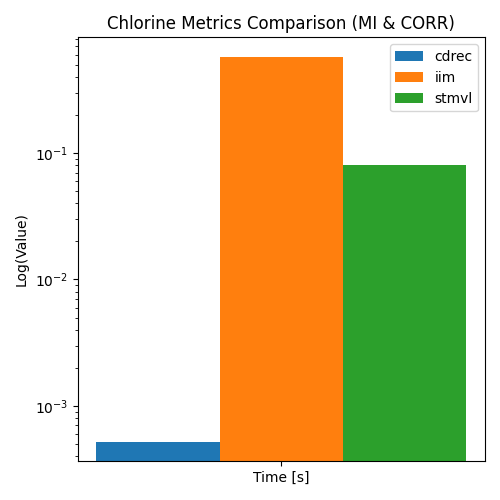 Chlorine Metrics Comparison (MI & CORR)
cdrec
iim
stmvl
Log(Value)
10⁻¹
10⁻²
10⁻³
Time [s]